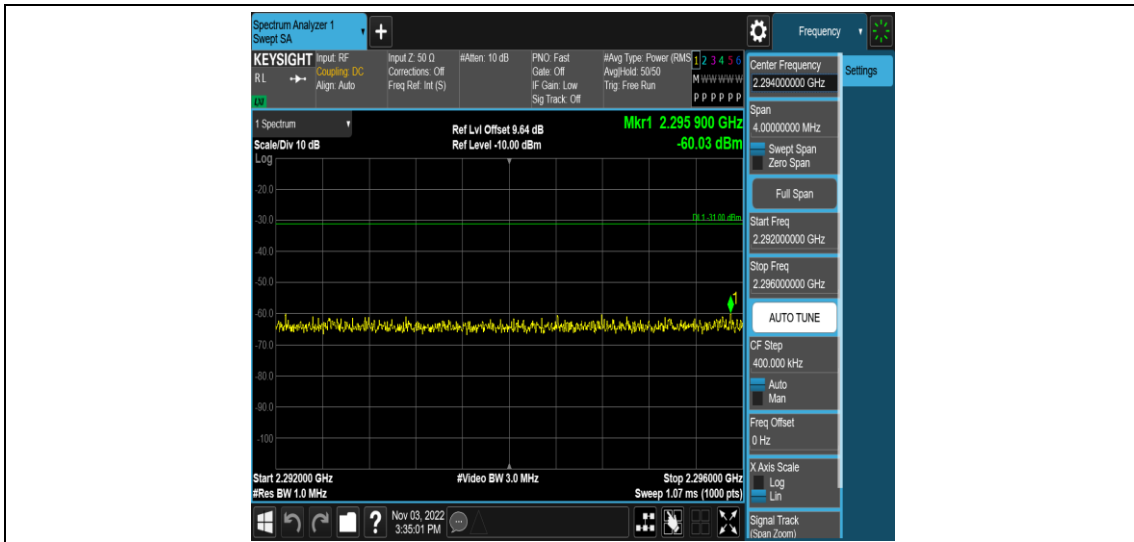 Spectrum Analyzer 1
Swept SA
+
Frequency
KEYSIGHT
RL
LXI
Input: RF
Coupling: DC
Align: Auto
Input Z: 50 Ω
Corrections: Off
Freq Ref: Int (S)
#Atten: 10 dB
PNO: Fast
Gate: Off
IF Gain: Low
Sig Track: Off
#Avg Type: Power (RMS
Avg|Hold: 50/50
Trig: Free Run
1 2 3 4 5 6
M W W W W W
P P P P P P
1 Spectrum
Scale/Div 10 dB
Ref Lvl Offset 9.64 dB
Ref Level -10.00 dBm
Mkr1 2.295 900 GHz
-60.03 dBm
Log
-20.0
-30.0
DL1 -31.00 dBm
-40.0
-50.0
1
-60.0
-70.0
-80.0
-90.0
-100
Start 2.292000 GHz
#Video BW 3.0 MHz
Stop 2.296000 GHz
#Res BW 1.0 MHz
Sweep 1.07 ms (1000 pts)
Center Frequency
2.294000000 GHz
Settings
Span
4.00000000 MHz
Swept Span
Zero Span
Full Span
Start Freq
2.292000000 GHz
Stop Freq
2.296000000 GHz
AUTO TUNE
CF Step
400.000 kHz
Auto
Man
Freq Offset
0 Hz
X Axis Scale
Log
Lin
Signal Track
(Span Zoom)
?
Nov 03, 2022
3:35:01 PM